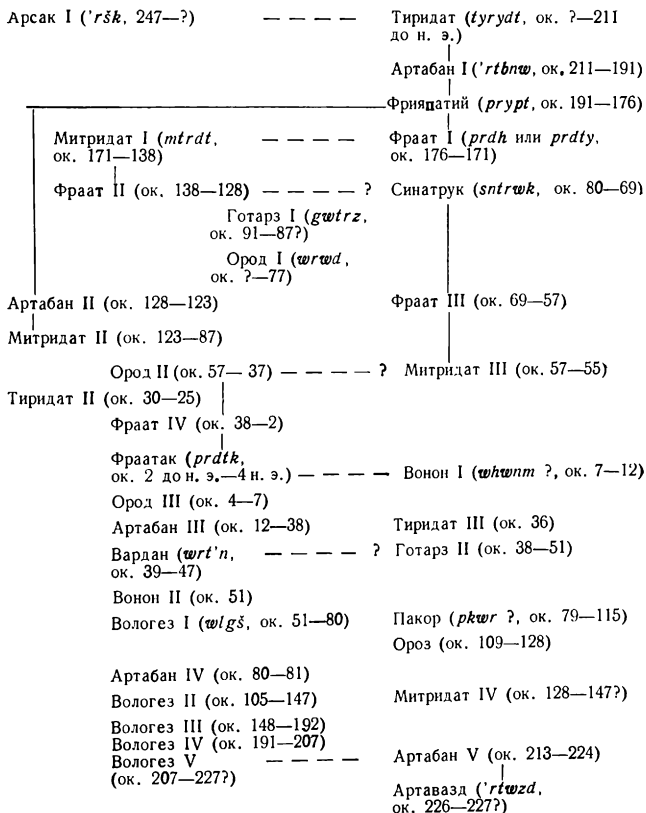 Арсак I ('ršk, 247—?) — — — — Тиридат (tyrydt, ок. ?—211
до н. э.)
Артабан I ('rtbnw, ок. 211—191)
Фрияпатий (prypt, ок. 191—176)
Митридат I (mtrdt, — — — — Фраат I (prdh или prdty,
ок. 171—138) ок. 176—171)
Фраат II (ок. 138—128) — — — — ? Синатрук (sntrwk, ок. 80—69)
Готарз I (gwtrz,
ок. 91—87?)
Ород I (wrwd,
ок. ?—77)
Артабан II (ок. 128—123) Фраат III (ок. 69—57)
Митридат II (ок. 123—87)
Ород II (ок. 57— 37) — — — — ? Митридат III (ок. 57—55)
Тиридат II (ок. 30—25)
Фраат IV (ок. 38—2)
Фраатак (prdtk,
ок. 2 до н. э.—4 н. э.) — — — — Вонон I (whwnm ?, ок. 7—12)
Ород III (ок. 4—7)
Артабан III (ок. 12—38) Тиридат III (ок. 36)
Вардан (wrt'n, — — — — ? Готарз II (ок. 38—51)
ок. 39—47)
Вонон II (ок. 51)
Вологез I (wlgš, ок. 51—80) Пакор (pkwr ?, ок. 79—115)
Ороз (ок. 109—128)
Артабан IV (ок. 80—81)
Вологез II (ок. 105—147) Митридат IV (ок. 128—147?)
Вологез III (ок. 148—192)
Вологез IV (ок. 191—207)
Вологез V — — — — Артабан V (ок. 213—224)
(ок. 207—227?)
Артавазд ('rtwzd,
ок. 226—227?)